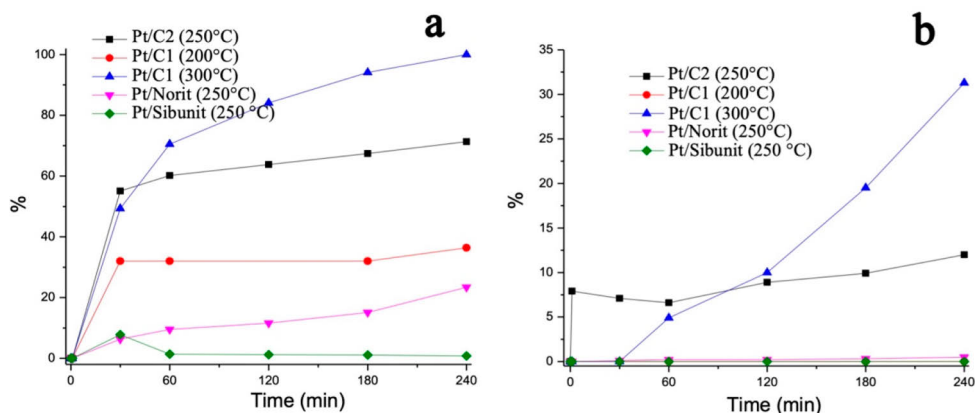 a
Pt/C2 (250°C)
Pt/C1 (200°C)
Pt/C1 (300°C)
Pt/Norit (250°C)
Pt/Sibunit (250 °C)
100
80
60
40
20
0
%
0 60 120 180 240
Time (min)
b
Pt/C2 (250°C)
Pt/C1 (200°C)
Pt/C1 (300°C)
Pt/Norit (250°C)
Pt/Sibunit (250 °C)
35
30
25
20
15
10
5
0
%
0 60 120 180 240
Time (min)